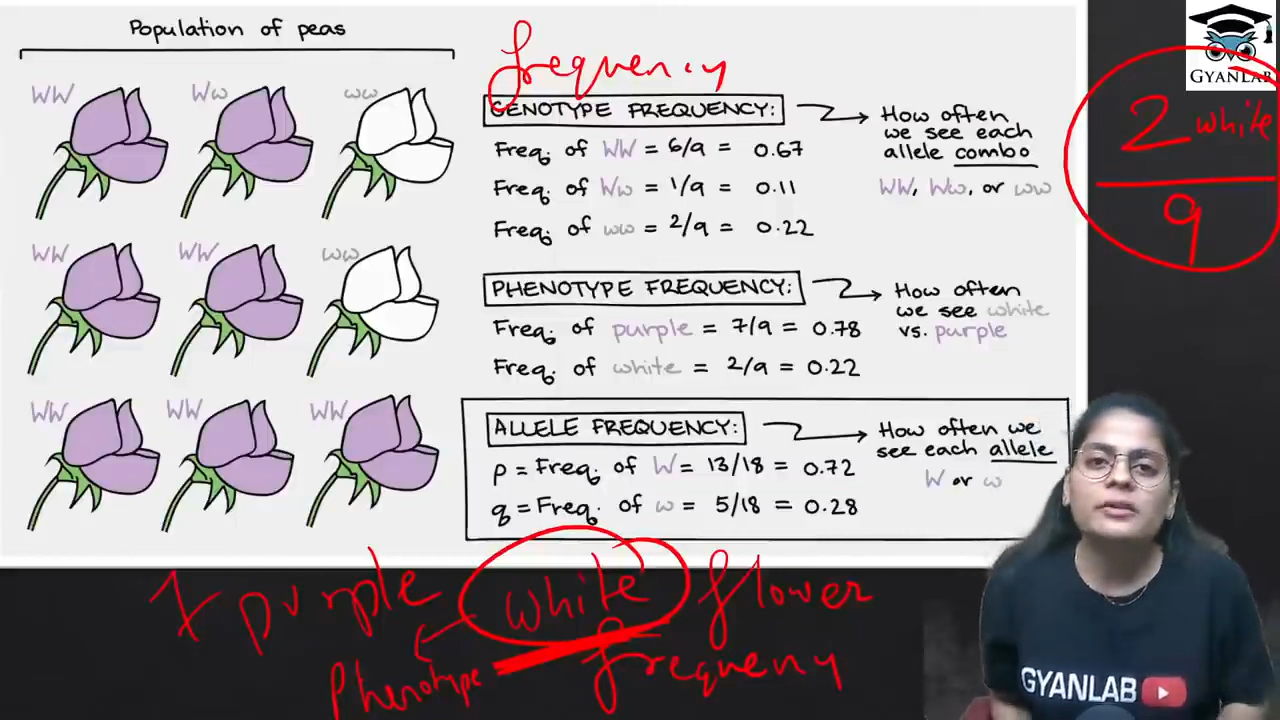 Population of peas
WW Ww ww
WW WW ww
WW WW WW
frequency
GENOTYPE FREQUENCY:
Freq. of WW = 6/9 = 0.67
Freq. of Ww = 1/9 = 0.11
Freq. of ww = 2/9 = 0.22
How often
we see each
allele combo
WW, Ww, or ww
PHENOTYPE FREQUENCY:
Freq. of purple = 7/9 = 0.78
Freq. of white = 2/9 = 0.22
How often
we see white
vs. purple
ALLELE FREQUENCY:
p = Freq. of W = 13/18 = 0.72
q = Freq. of w = 5/18 = 0.28
How often we
see each allele
W or w
GYANLAB
2 white
9
7 purple white flower
Phenotype frequeny
GYANLAB